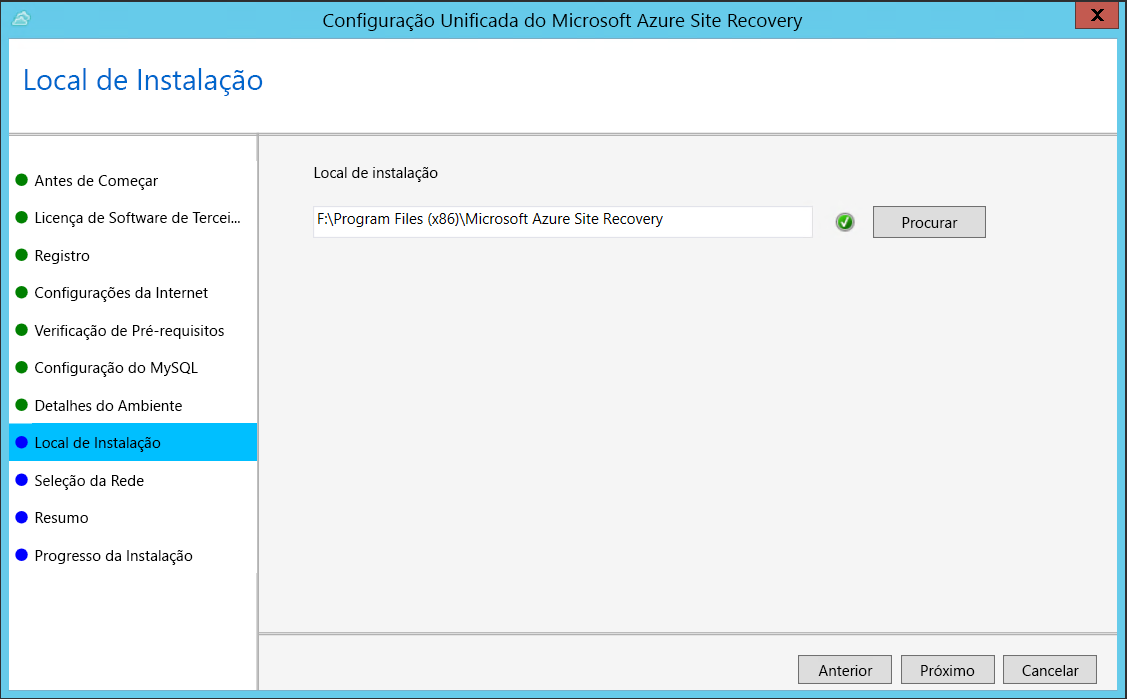 Configuração Unificada do Microsoft Azure Site Recovery
X
Local de Instalação
Antes de Começar
Licença de Software de Tercei...
Registro
Configurações da Internet
Verificação de Pré-requisitos
Configuração do MySQL
Detalhes do Ambiente
Local de Instalação
Seleção da Rede
Resumo
Progresso da Instalação
Local de instalação
F:\Program Files (x86)\Microsoft Azure Site Recovery
Procurar
Anterior
Próximo
Cancelar